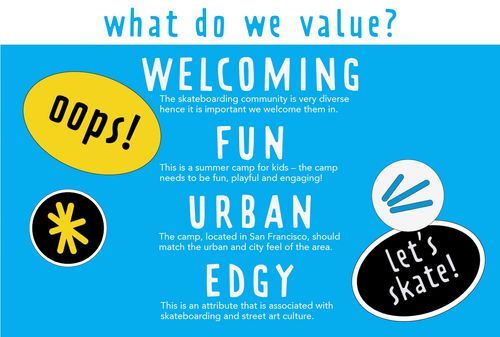 what do we value?
WELCOMING
The skateboarding community is very diverse
hence it is important we welcome them in.
oops!
FUN
This is a summer camp for kids – the camp
needs to be fun, playful and engaging!
URBAN
The camp, located in San Francisco, should
match the urban and city feel of the area.
let's
skate!
EDGY
This is an attribute that is associated with
skateboarding and street art culture.